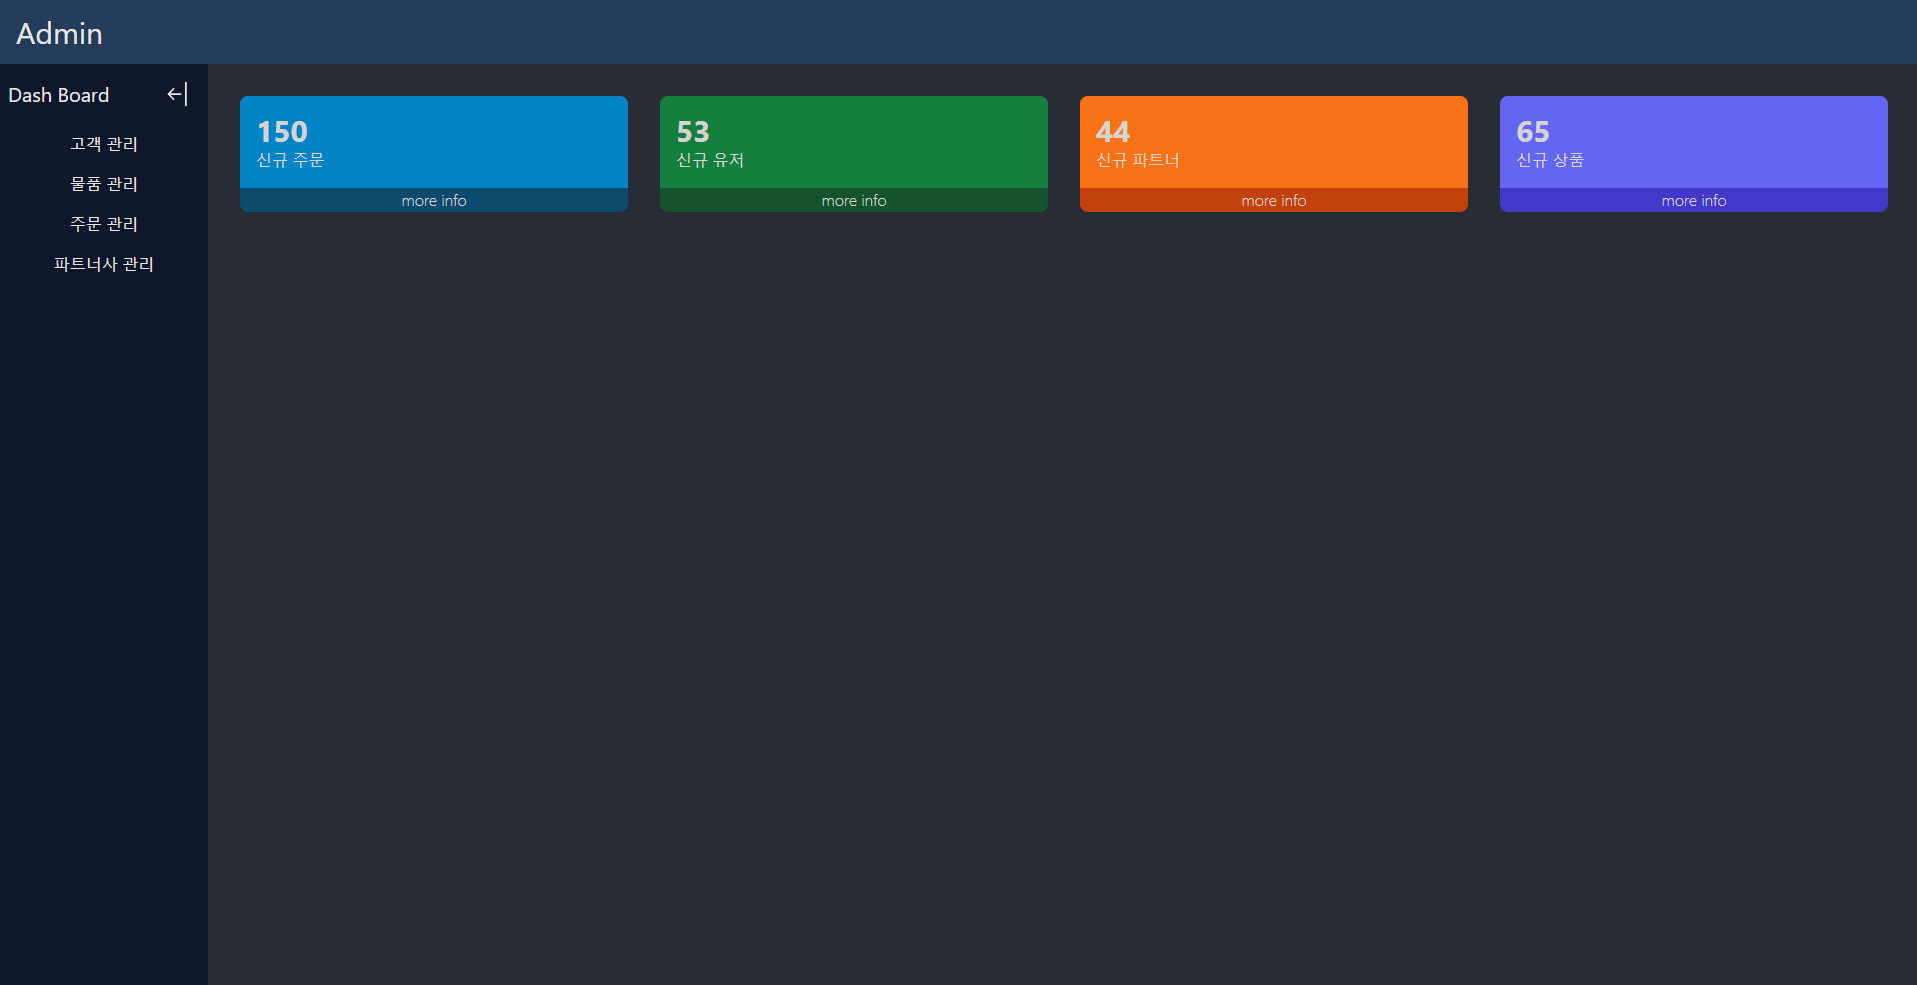 Admin
Dash Board
고객 관리
물품 관리
주문 관리
파트너사 관리
150
신규 주문
more info
53
신규 유저
more info
44
신규 파트너
more info
65
신규 상품
more info